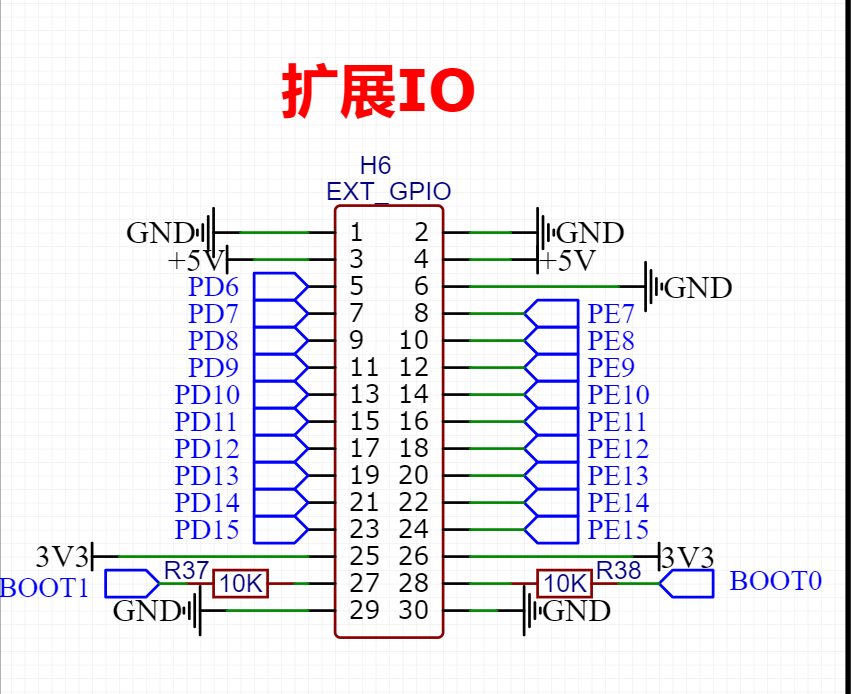 扩展IO
H6
EXT_GPIO
GND 1 2 GND
+5V 3 4 +5V
PD6 5 6 GND
PD7 7 8 PE7
PD8 9 10 PE8
PD9 11 12 PE9
PD10 13 14 PE10
PD11 15 16 PE11
PD12 17 18 PE12
PD13 19 20 PE13
PD14 21 22 PE14
PD15 23 24 PE15
3V3 25 26 3V3
BOOT1 R37 10K 27 28 10K R38 BOOT0
GND 29 30 GND